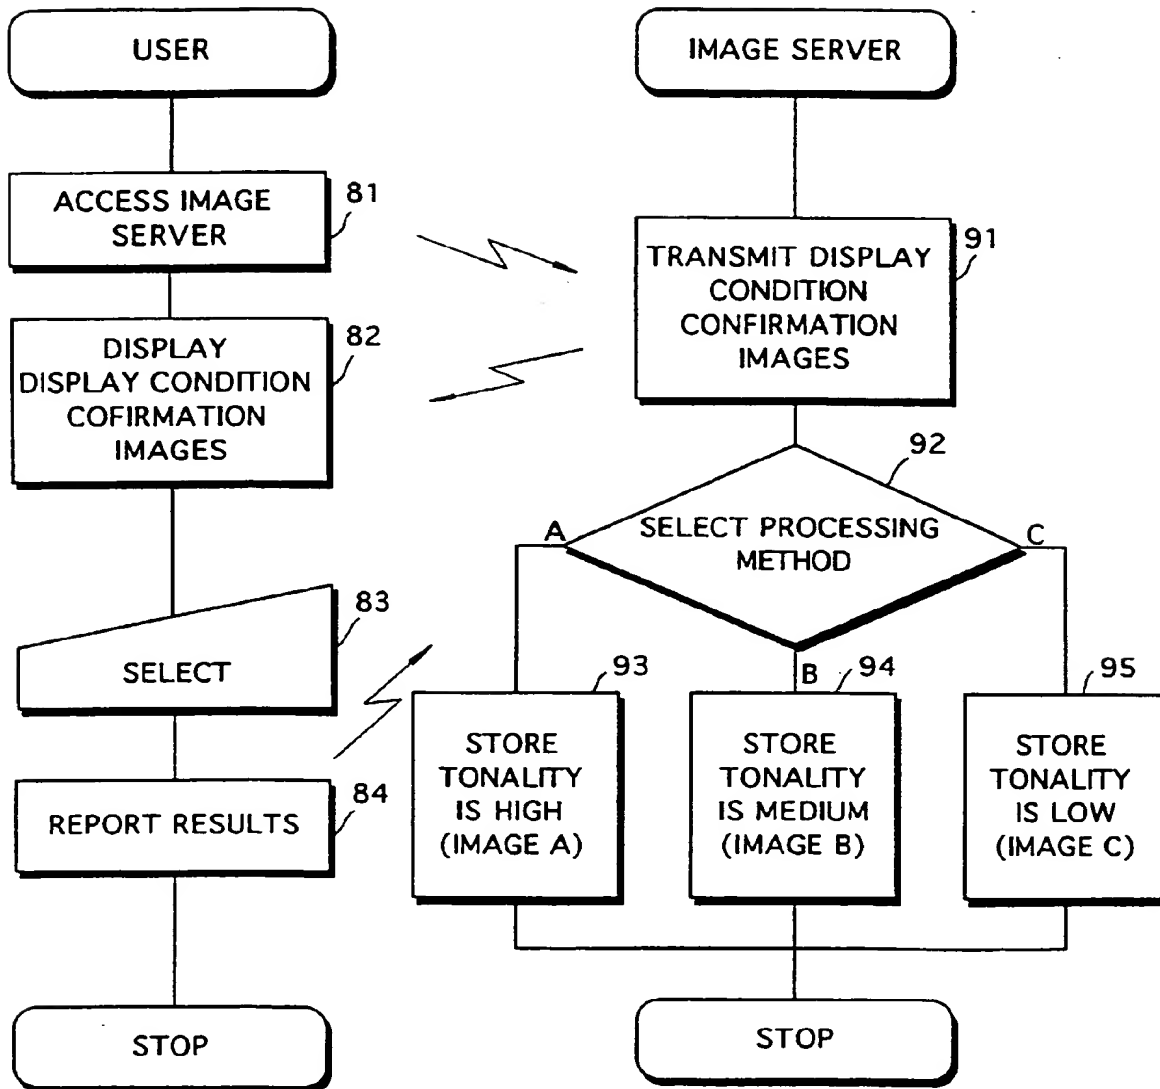 USER
ACCESS IMAGE
SERVER
81
DISPLAY
DISPLAY CONDITION
COFIRMATION
IMAGES
82
SELECT
83
REPORT RESULTS
84
STOP
IMAGE SERVER
TRANSMIT DISPLAY
CONDITION
CONFIRMATION
IMAGES
91
SELECT PROCESSING
METHOD
92
A
B
C
STORE
TONALITY
IS HIGH
(IMAGE A)
93
STORE
TONALITY
IS MEDIUM
(IMAGE B)
94
STORE
TONALITY
IS LOW
(IMAGE C)
95
STOP